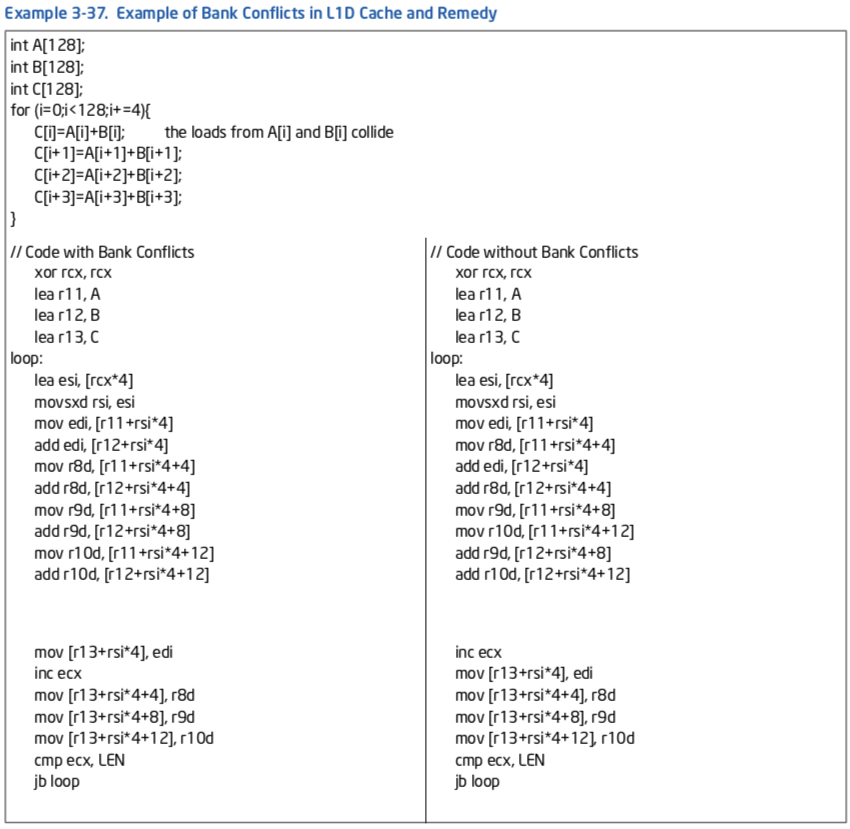 Example 3-37. Example of Bank Conflicts in L1D Cache and Remedy
int A[128];
int B[128];
int C[128];
for (i=0;i<128;i+=4){
C[i]=A[i]+B[i]; the loads from A[i] and B[i] collide
C[i+1]=A[i+1]+B[i+1];
C[i+2]=A[i+2]+B[i+2];
C[i+3]=A[i+3]+B[i+3];
}
// Code with Bank Conflicts
xor rcx, rcx
lea r11, A
lea r12, B
lea r13, C
loop:
lea esi, [rcx*4]
movsxd rsi, esi
mov edi, [r11+rsi*4]
add edi, [r12+rsi*4]
mov r8d, [r11+rsi*4+4]
add r8d, [r12+rsi*4+4]
mov r9d, [r11+rsi*4+8]
add r9d, [r12+rsi*4+8]
mov r10d, [r11+rsi*4+12]
add r10d, [r12+rsi*4+12]
mov [r13+rsi*4], edi
inc ecx
mov [r13+rsi*4+4], r8d
mov [r13+rsi*4+8], r9d
mov [r13+rsi*4+12], r10d
cmp ecx, LEN
jb loop
// Code without Bank Conflicts
xor rcx, rcx
lea r11, A
lea r12, B
lea r13, C
loop:
lea esi, [rcx*4]
movsxd rsi, esi
mov edi, [r11+rsi*4]
mov r8d, [r11+rsi*4+4]
add edi, [r12+rsi*4]
add r8d, [r12+rsi*4+4]
mov r9d, [r11+rsi*4+8]
mov r10d, [r11+rsi*4+12]
add r9d, [r12+rsi*4+8]
add r10d, [r12+rsi*4+12]
inc ecx
mov [r13+rsi*4], edi
mov [r13+rsi*4+4], r8d
mov [r13+rsi*4+8], r9d
mov [r13+rsi*4+12], r10d
cmp ecx, LEN
jb loop